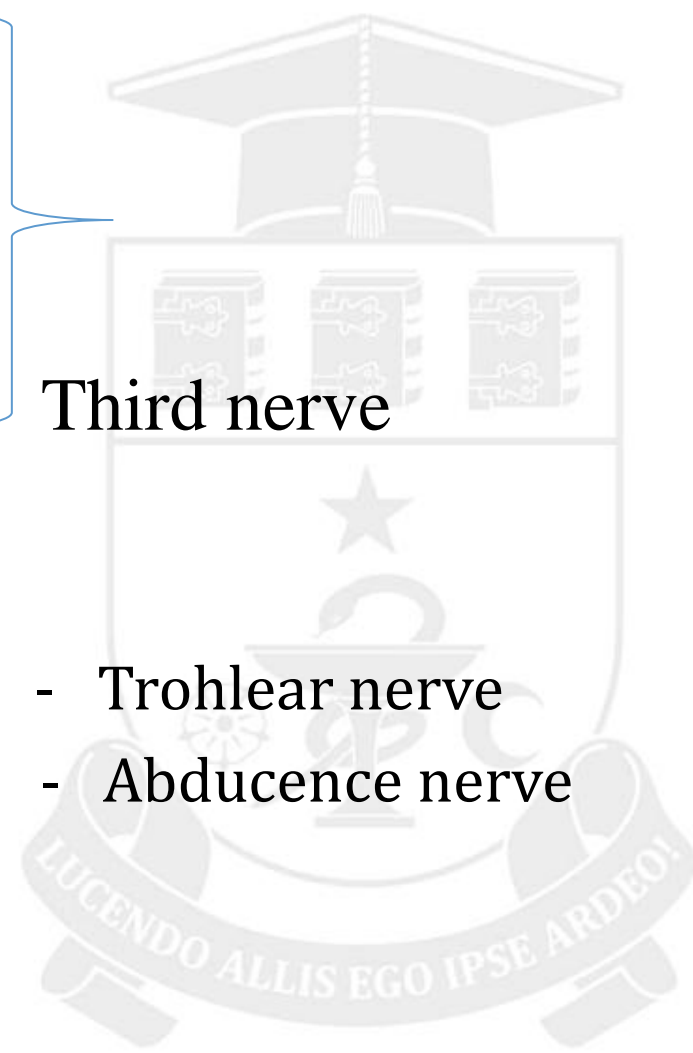 Third nerve
- Trohlear nerve
- Abducence nerve
LUCENDO ALLIS EGO IPSE ARDEO!